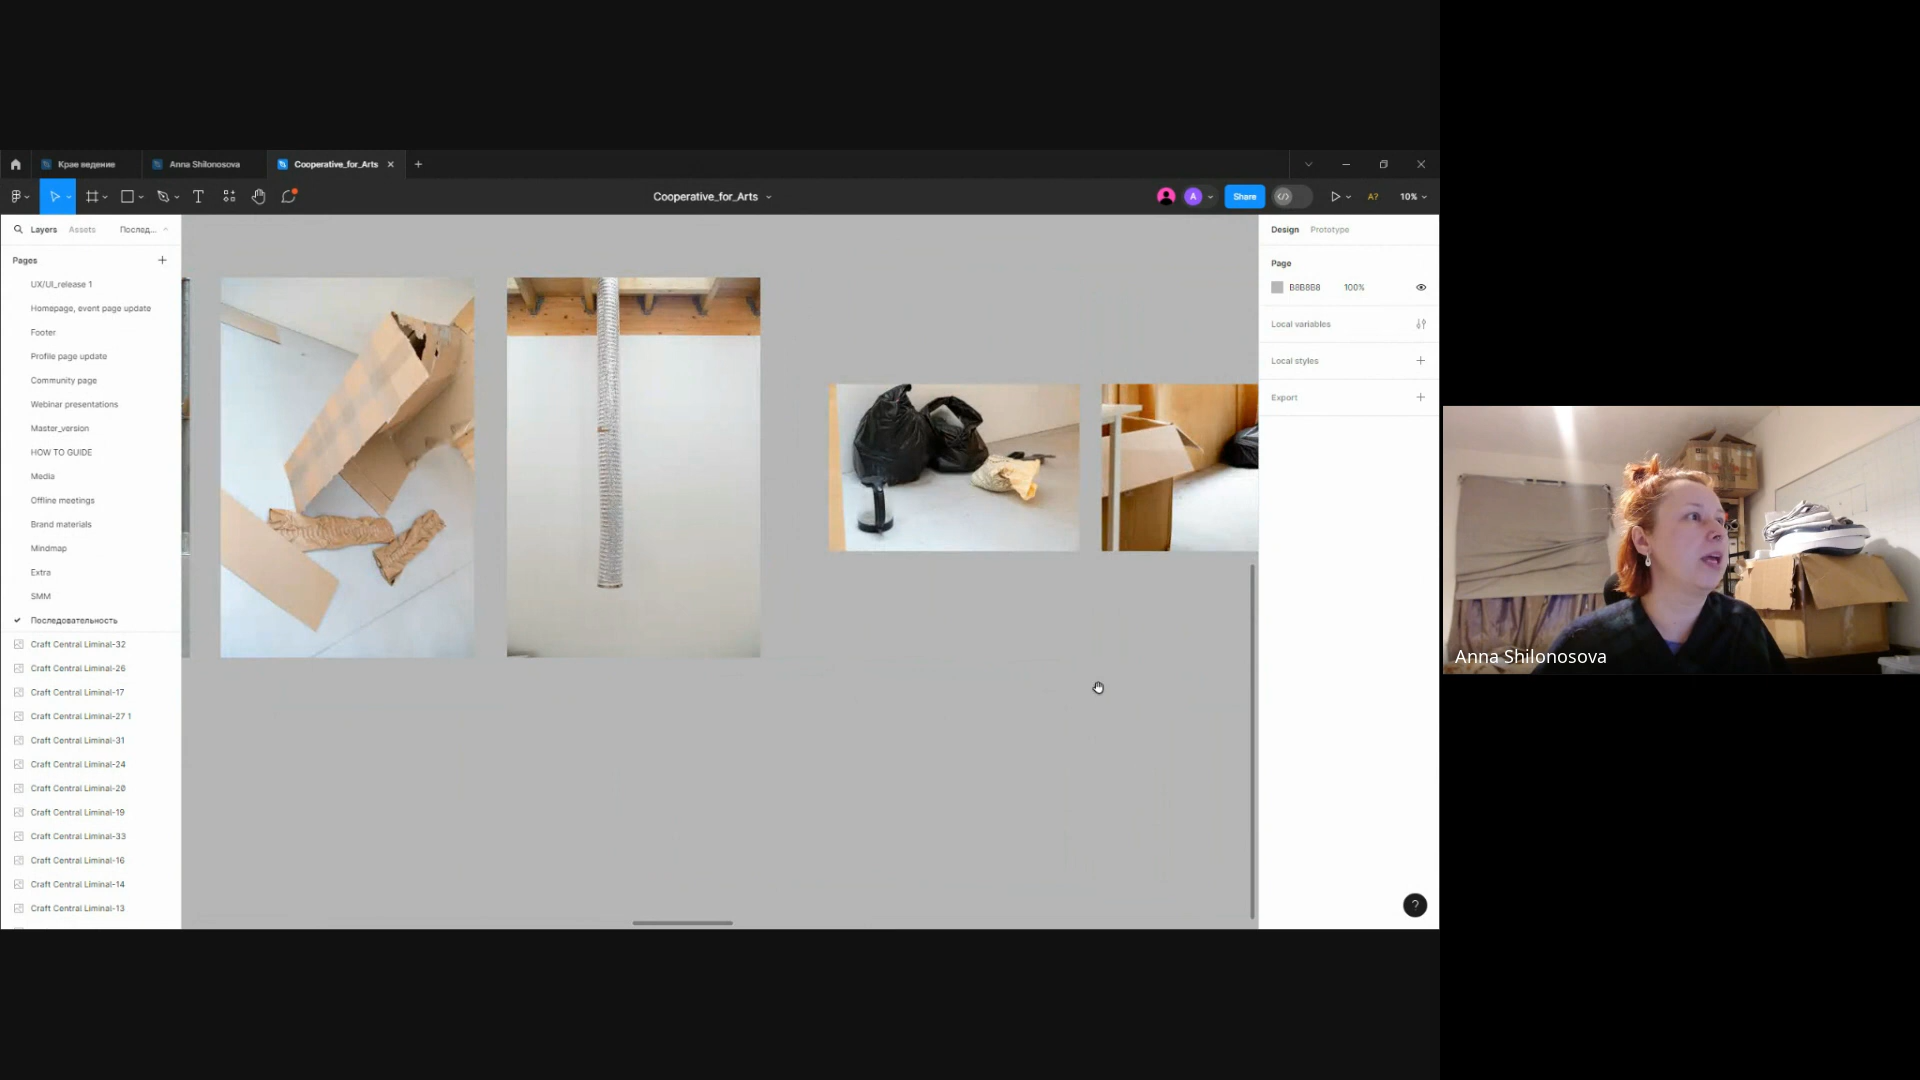 Крае ведение
Anna Shilonosova
Cooperative_for_Arts
Cooperative_for_Arts
A
Share
A?
10%
Layers
Assets
Послед...
Pages
UX/UI_release 1
Homepage, event page update
Footer
Profile page update
Community page
Webinar presentations
Master_version
HOW TO GUIDE
Media
Offline meetings
Brand materials
Mindmap
Extra
SMM
Последовательность
Craft Central Liminal-32
Craft Central Liminal-26
Craft Central Liminal-17
Craft Central Liminal-27 1
Craft Central Liminal-31
Craft Central Liminal-24
Craft Central Liminal-20
Craft Central Liminal-19
Craft Central Liminal-33
Craft Central Liminal-16
Craft Central Liminal-14
Craft Central Liminal-13
Design
Prototype
Page
B8B8B8
100%
Local variables
Local styles
Export
?
Anna Shilonosova